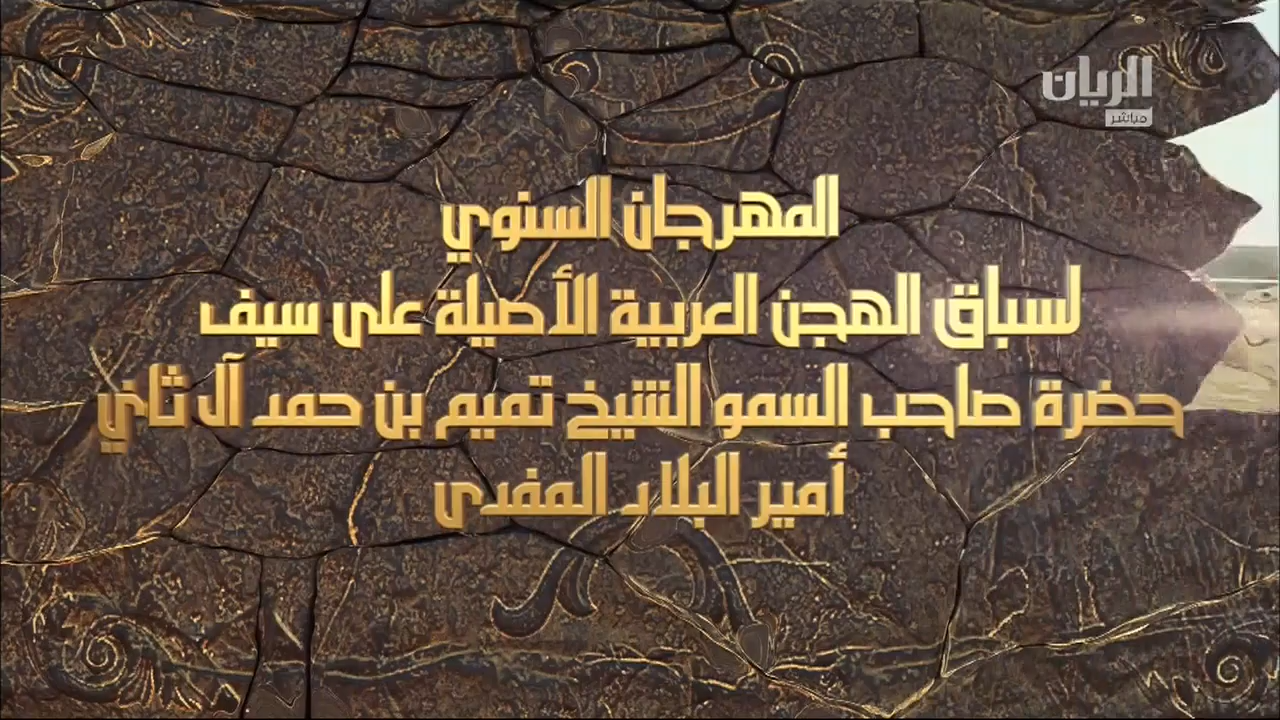 الريان
مباشر
المهرجان السنوي
لسباق الهجن العربية الأصيلة على سيف
حضرة صاحب السمو الشيخ تميم بن حمد آل ثاني
أمير البلاد المفدى